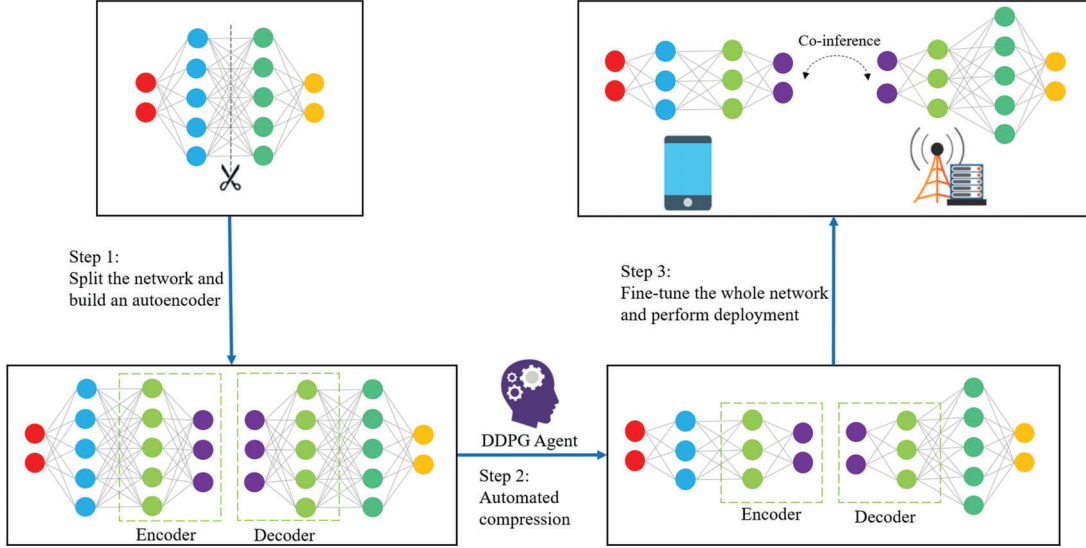 Co-inference
Step 1:
Split the network and
build an autoencoder
Step 3:
Fine-tune the whole network
and perform deployment
DDPG Agent
Step 2:
Automated
compression
Encoder
Decoder
Encoder
Decoder